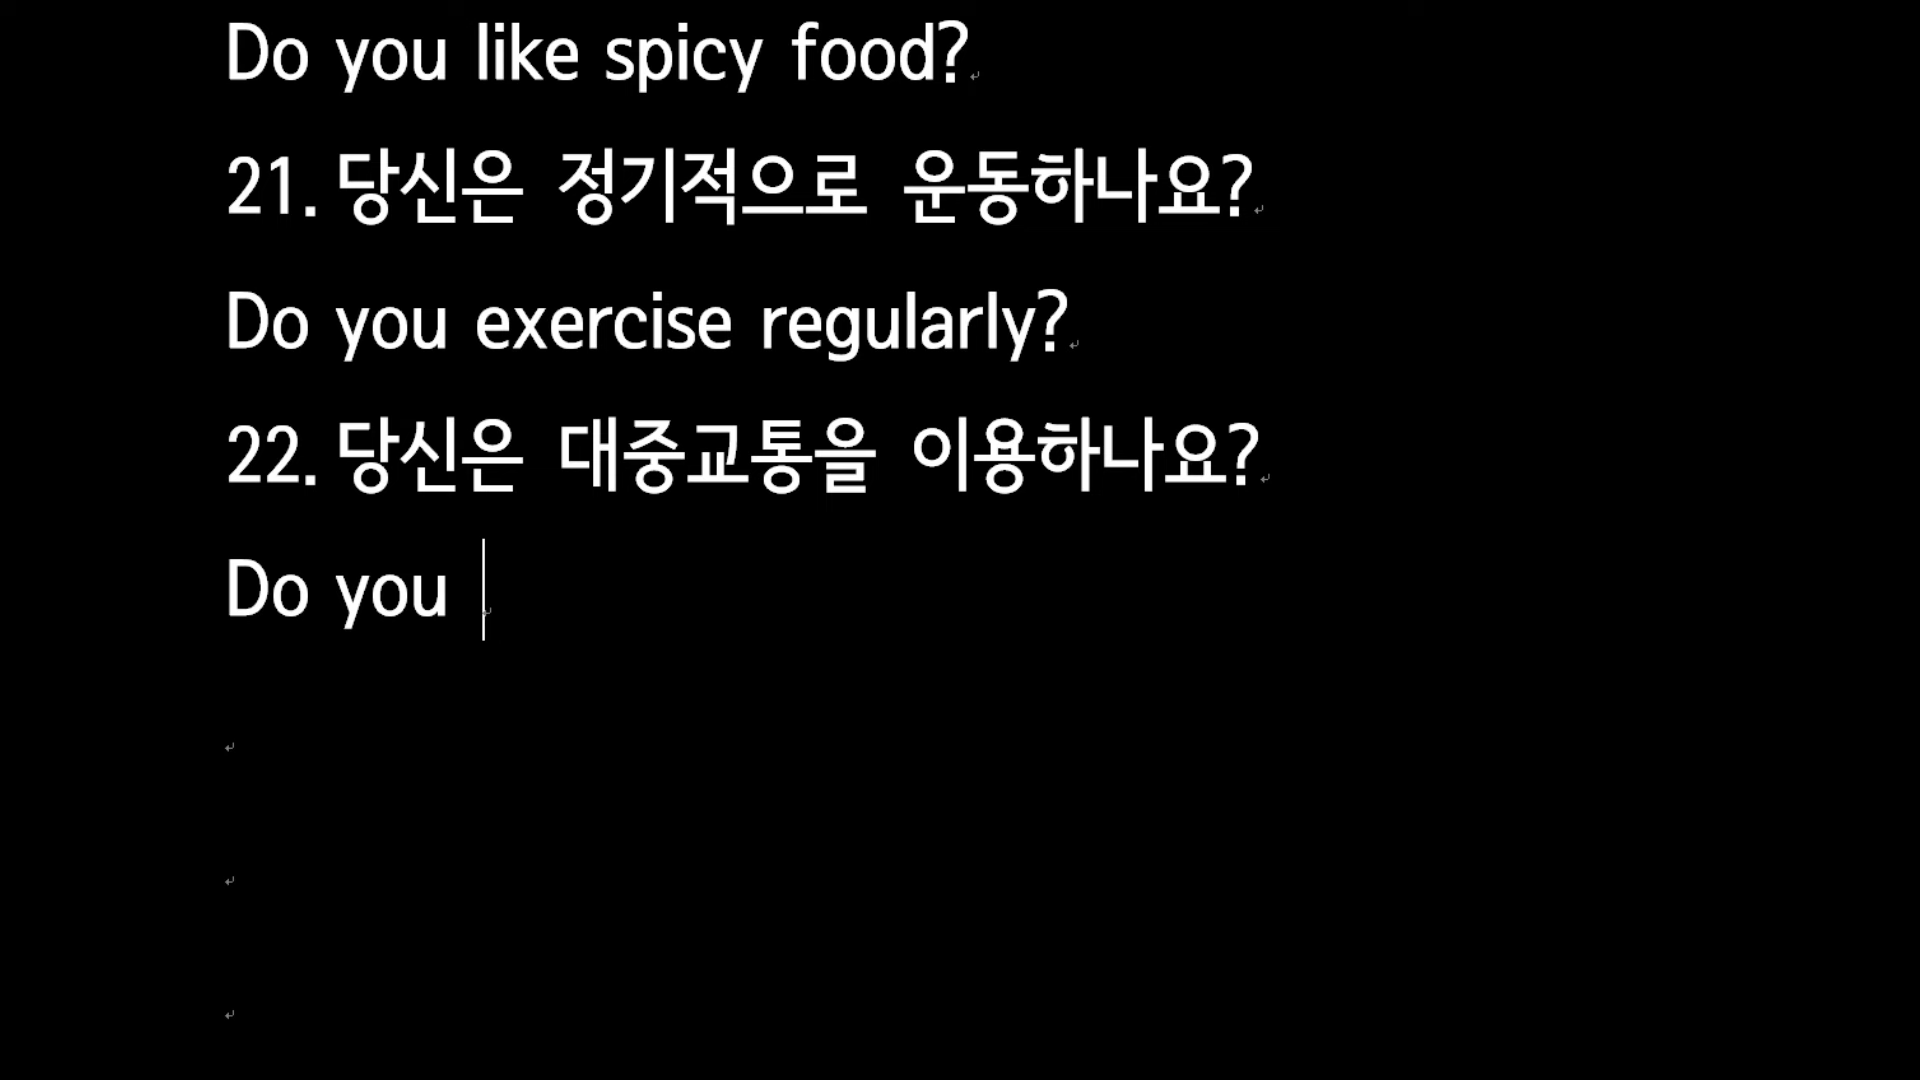 Do you like spicy food?
21. 당신은 정기적으로 운동하나요?
Do you exercise regularly?
22. 당신은 대중교통을 이용하나요?
Do you